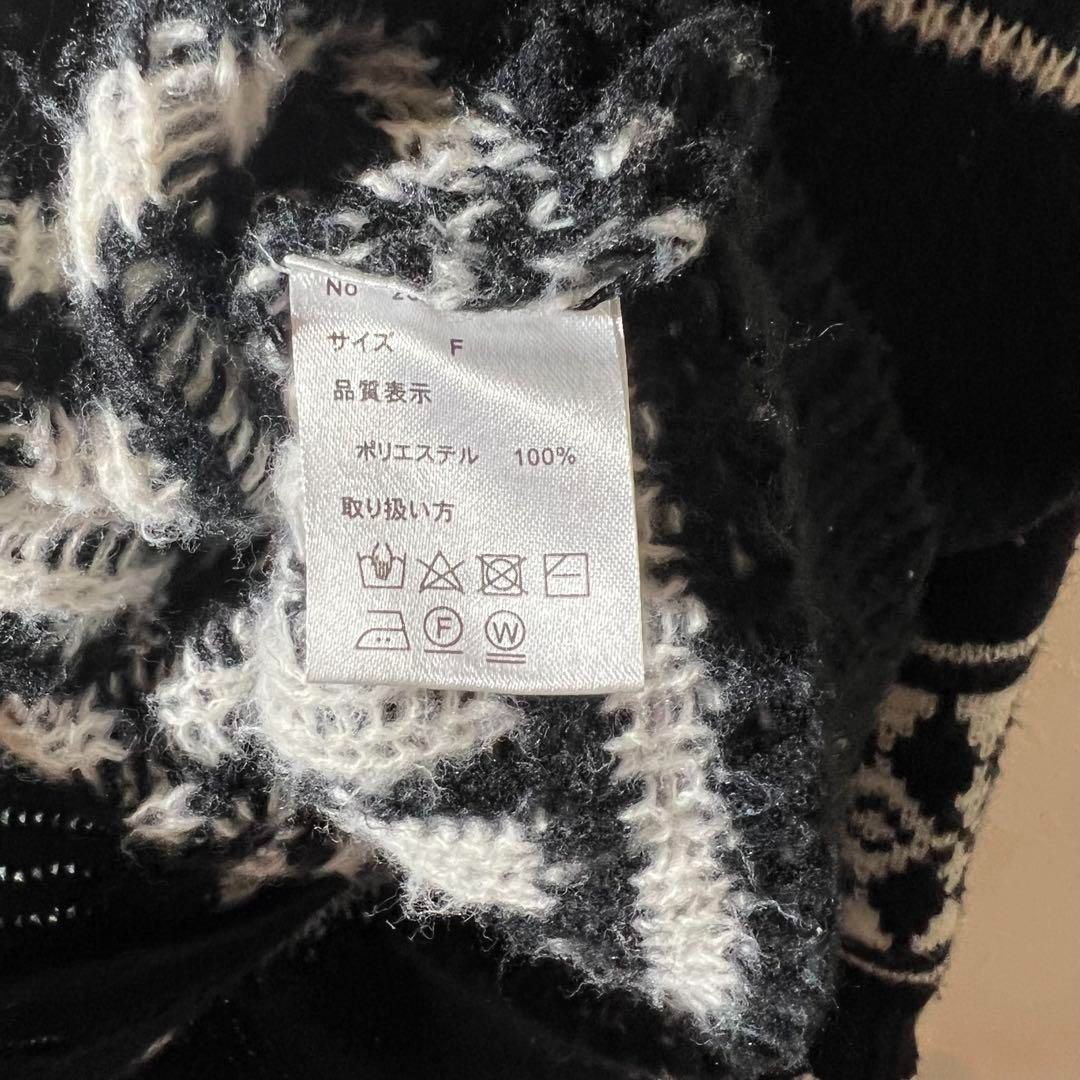 No
サイズ F
品質表示
ポリエステル 100%
取り扱い方
F W